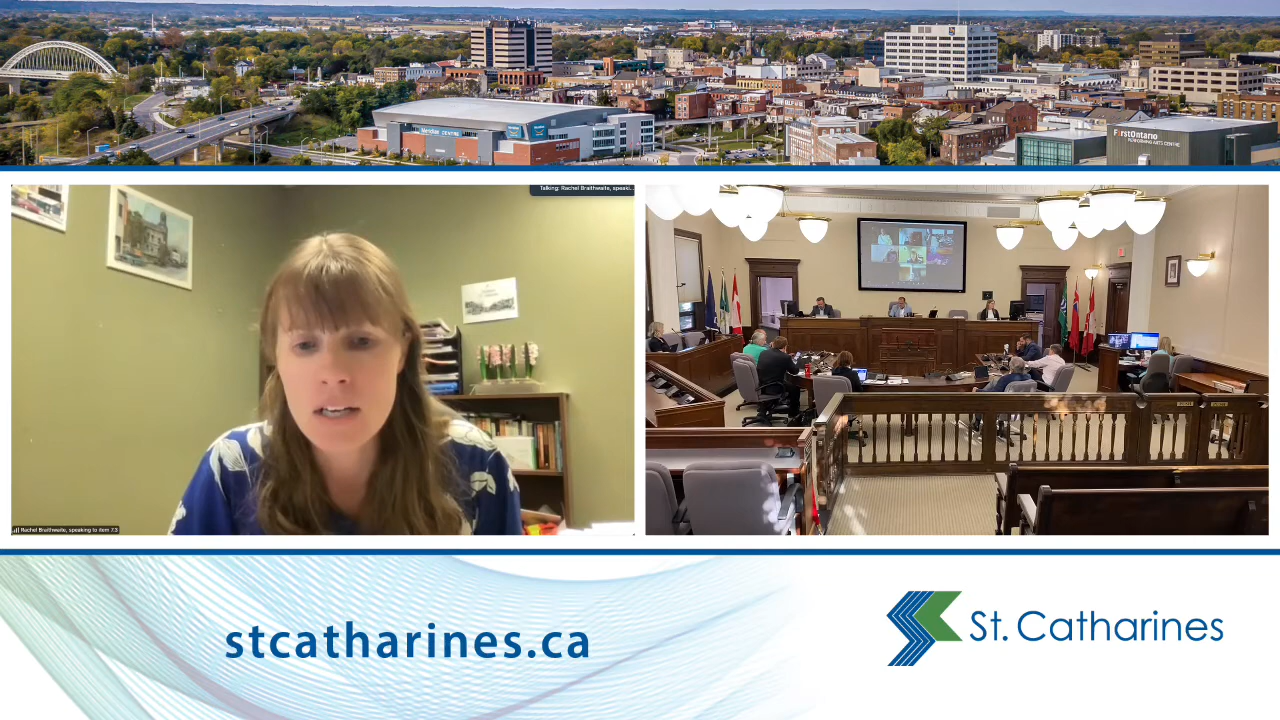 Meridian CENTRE
FirstOntario
PERFORMING ARTS CENTRE
Talking: Rachel Braithwaite, speaki...
Rachel Braithwaite, speaking to item 7.3
stcatharines.ca
St. Catharines